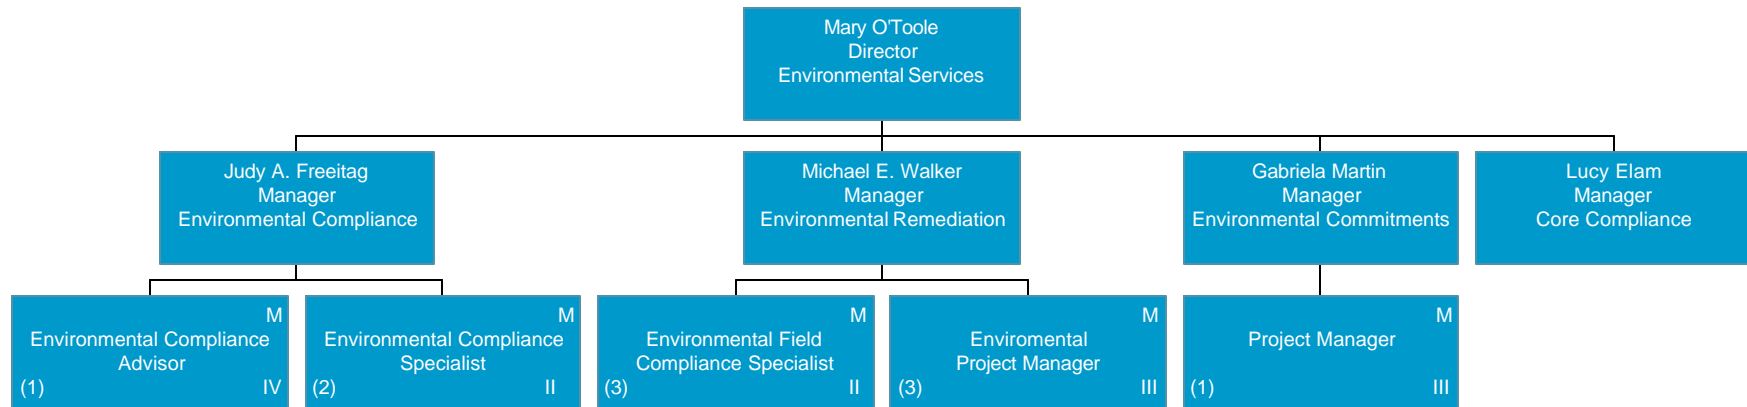 Mary O'Toole
Director
Environmental Services
Judy A. Freeitag
Manager
Environmental Compliance
Michael E. Walker
Manager
Environmental Remediation
Gabriela Martin
Manager
Environmental Commitments
Lucy Elam
Manager
Core Compliance
M
Environmental Compliance
Advisor
(1) IV
M
Environmental Compliance
Specialist
(2) II
M
Environmental Field
Compliance Specialist
(3) II
M
Enviromental
Project Manager
(3) III
M
Project Manager
(1) III